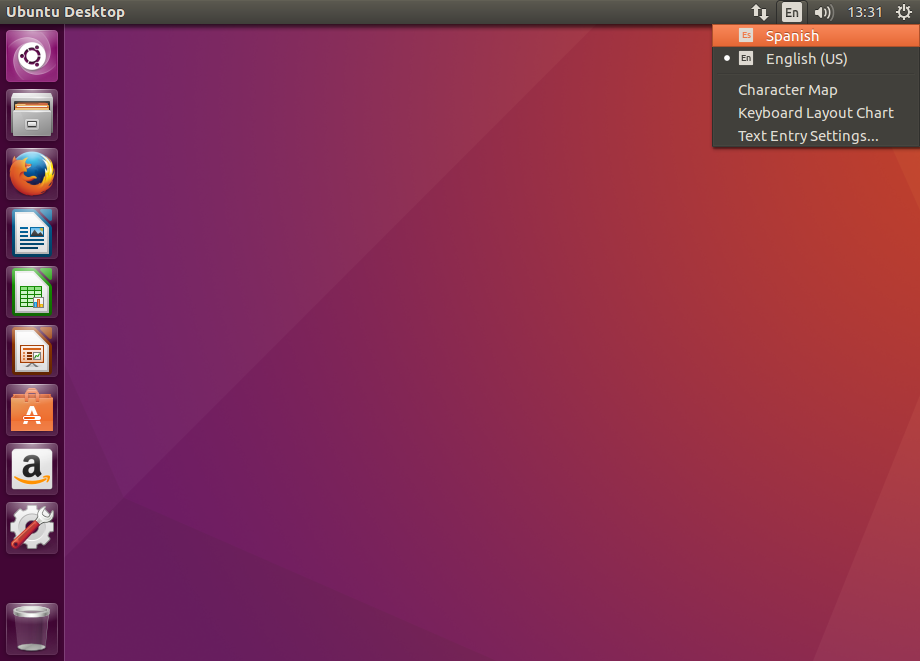 Ubuntu Desktop
En
13:31
Es Spanish
En English (US)
Character Map
Keyboard Layout Chart
Text Entry Settings...
A
a